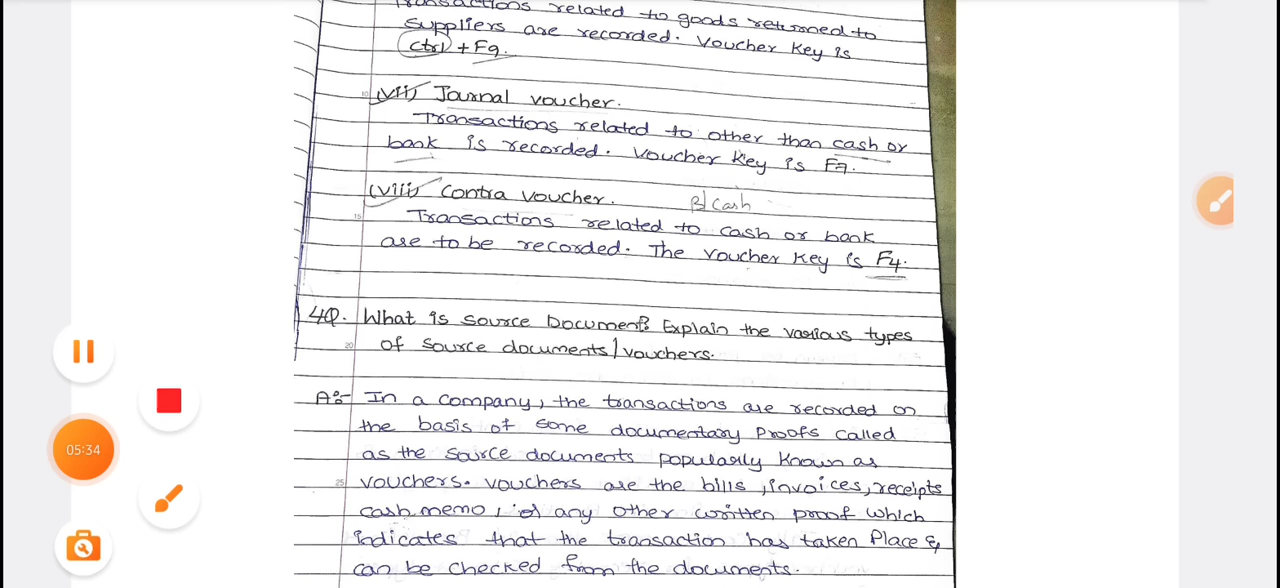 Transactions related to goods returned to
Suppliers are recorded. Voucher Key is
Ctrl + F9.
(vii) Journal voucher.
Transactions related to other than cash or
bank is recorded. Voucher key is F7.
(viii) Contra voucher. B/Cash
Transactions related to cash or bank
are to be recorded. The voucher key is F4.
4Q. What is source Document? Explain the various types
of source documents/vouchers.
A:- In a company, the transactions are recorded on
the basis of some documentary proofs called
as the source documents popularly known as
vouchers. vouchers are the bills, invoices, receipts
cash memo, or any other written proof which
indicates that the transaction has taken place &
can be checked from the documents.
10
15
20
25
05:34